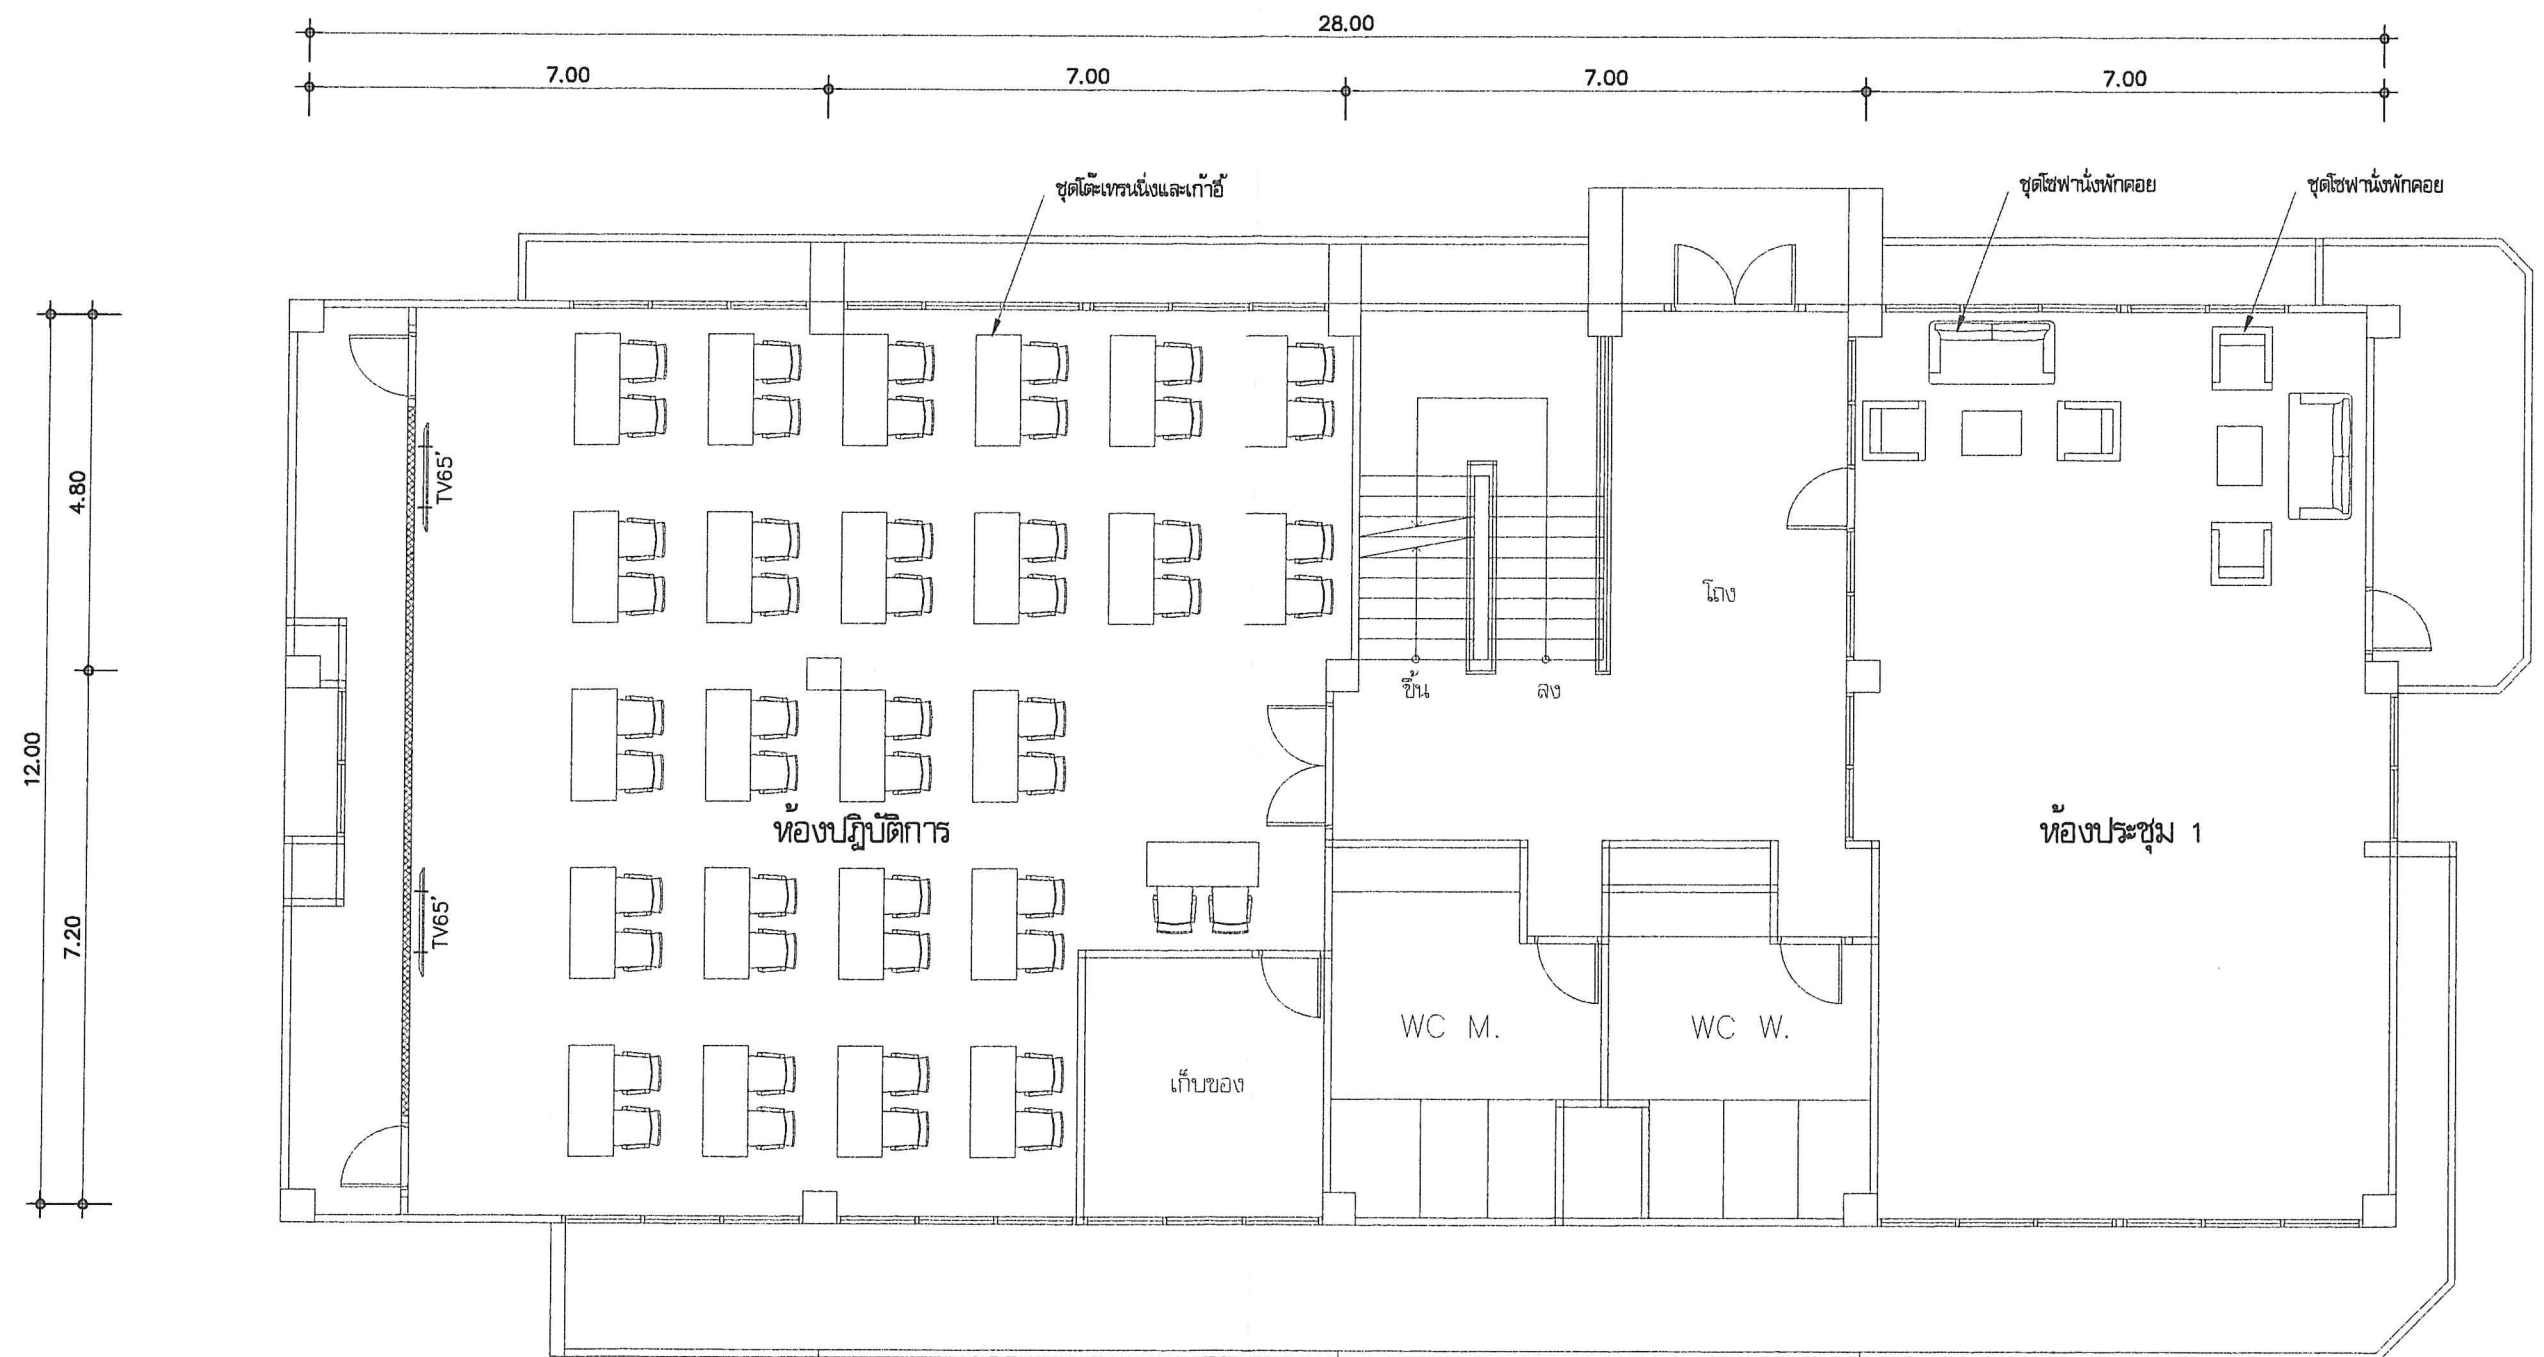 28.00
7.00 7.00 7.00 7.00
ชุดโต๊ะเทรนนิ่งและเก้าอี้
ชุดโซฟานั่งพักคอย
ชุดโซฟานั่งพักคอย
4.80
12.00
7.20
TV65'
TV65'
โถง
ขึ้น
ลง
ห้องปฎิบัติการ
ห้องประชุม 1
WC M.
WC W.
เก็บของ